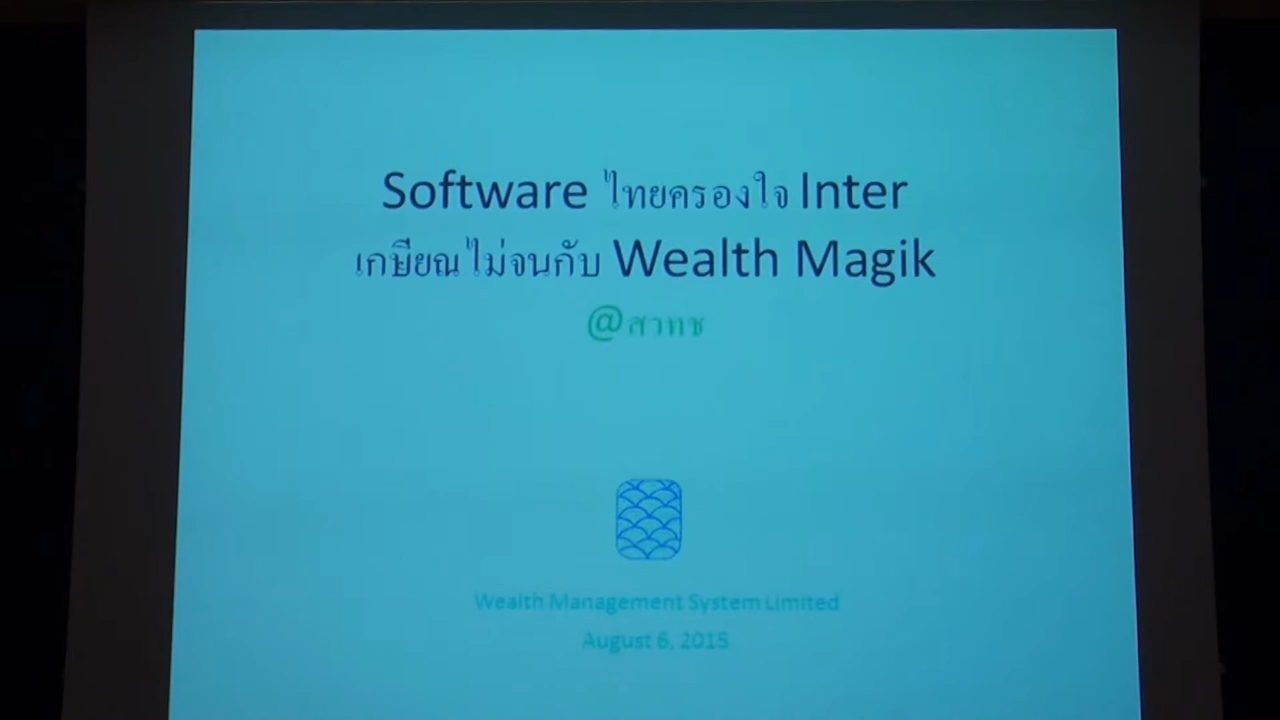 Software ไทยครองใจ Inter
เกษียณไม่จนกับ Wealth Magik
@สวทช
Wealth Management System Limited
August 6, 2015